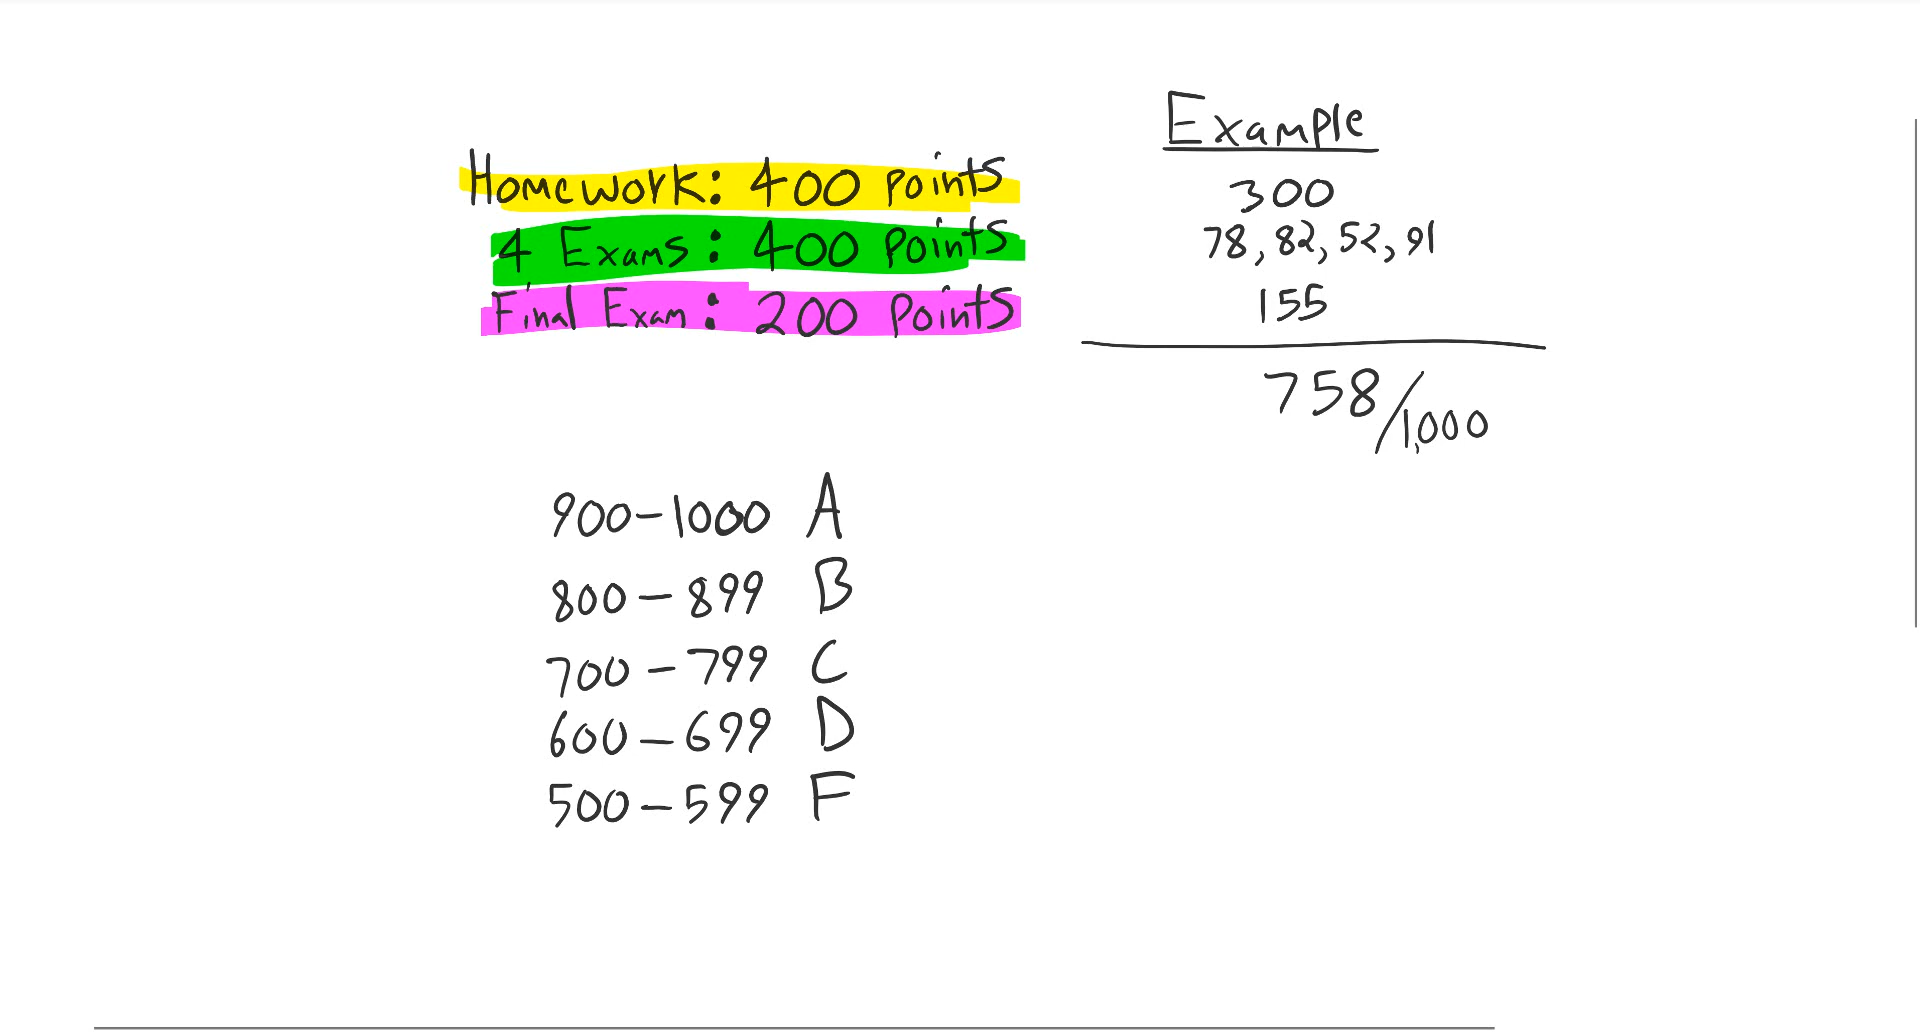 Homework: 400 points
4 Exams: 400 points
Final Exam: 200 points
Example
300
78, 82, 52, 91
155
758/1,000
900-1000 A
800-899 B
700-799 C
600-699 D
500-599 F